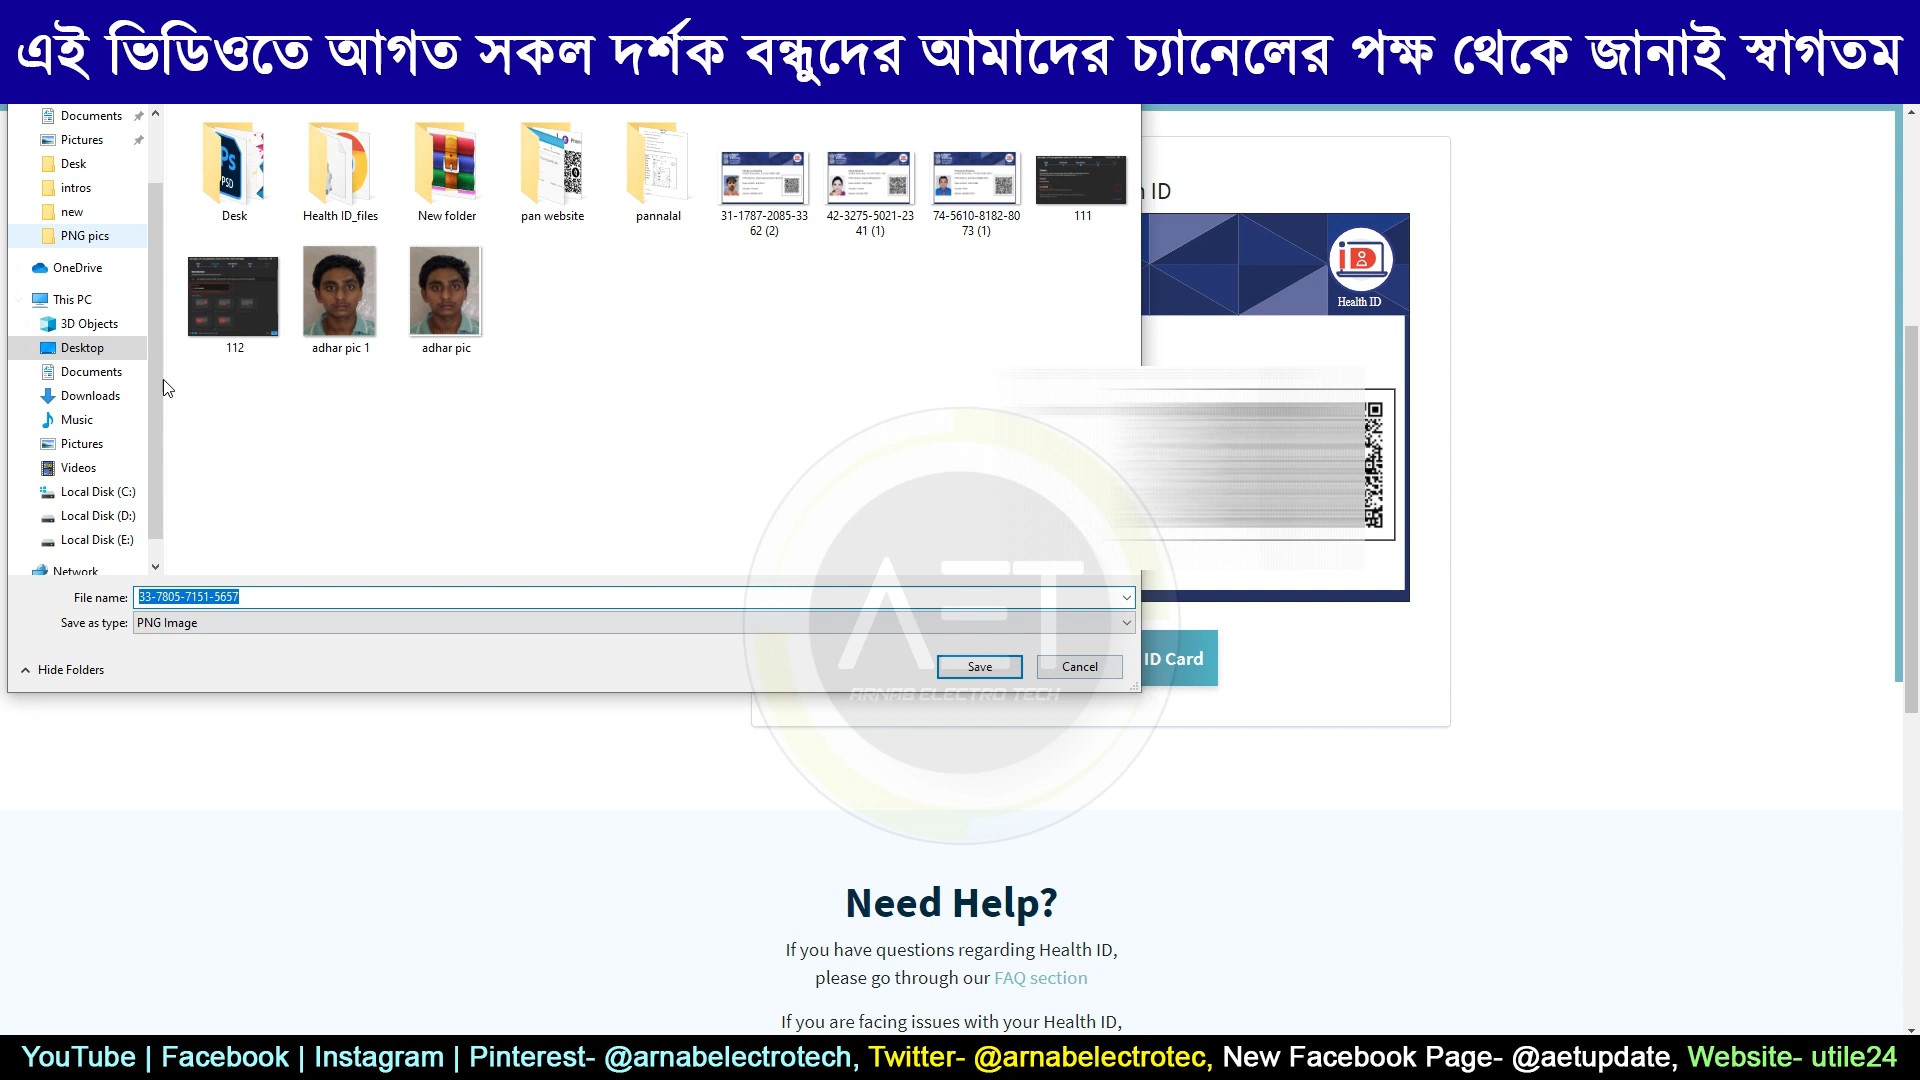 এই ভিডিওতে আগত সকল দর্শক বন্ধুদের আমাদের চ্যানেলের পক্ষ থেকে জানাই স্বাগতম
Documents
Pictures
Desk
intros
new
PNG pics
OneDrive
This PC
3D Objects
Desktop
Documents
Downloads
Music
Pictures
Videos
Local Disk (C:)
Local Disk (D:)
Local Disk (E:)
Network
Desk
Health ID_files
New folder
pan website
pannalal
31-1787-2085-33
62 (2)
42-3275-5021-23
41 (1)
74-5610-8182-80
73 (1)
111
112
adhar pic 1
adhar pic
ID
Health ID
File name: 33-7805-7151-5657
Save as type: PNG Image
Hide Folders
Save
Cancel
ID Card
AET
ARNAB ELECTRO TECH
Need Help?
If you have questions regarding Health ID,
please go through our FAQ section
If you are facing issues with your Health ID,
YouTube | Facebook | Instagram | Pinterest- @arnabelectrotech, Twitter- @arnabelectrotec, New Facebook Page- @aetupdate, Website- utile24